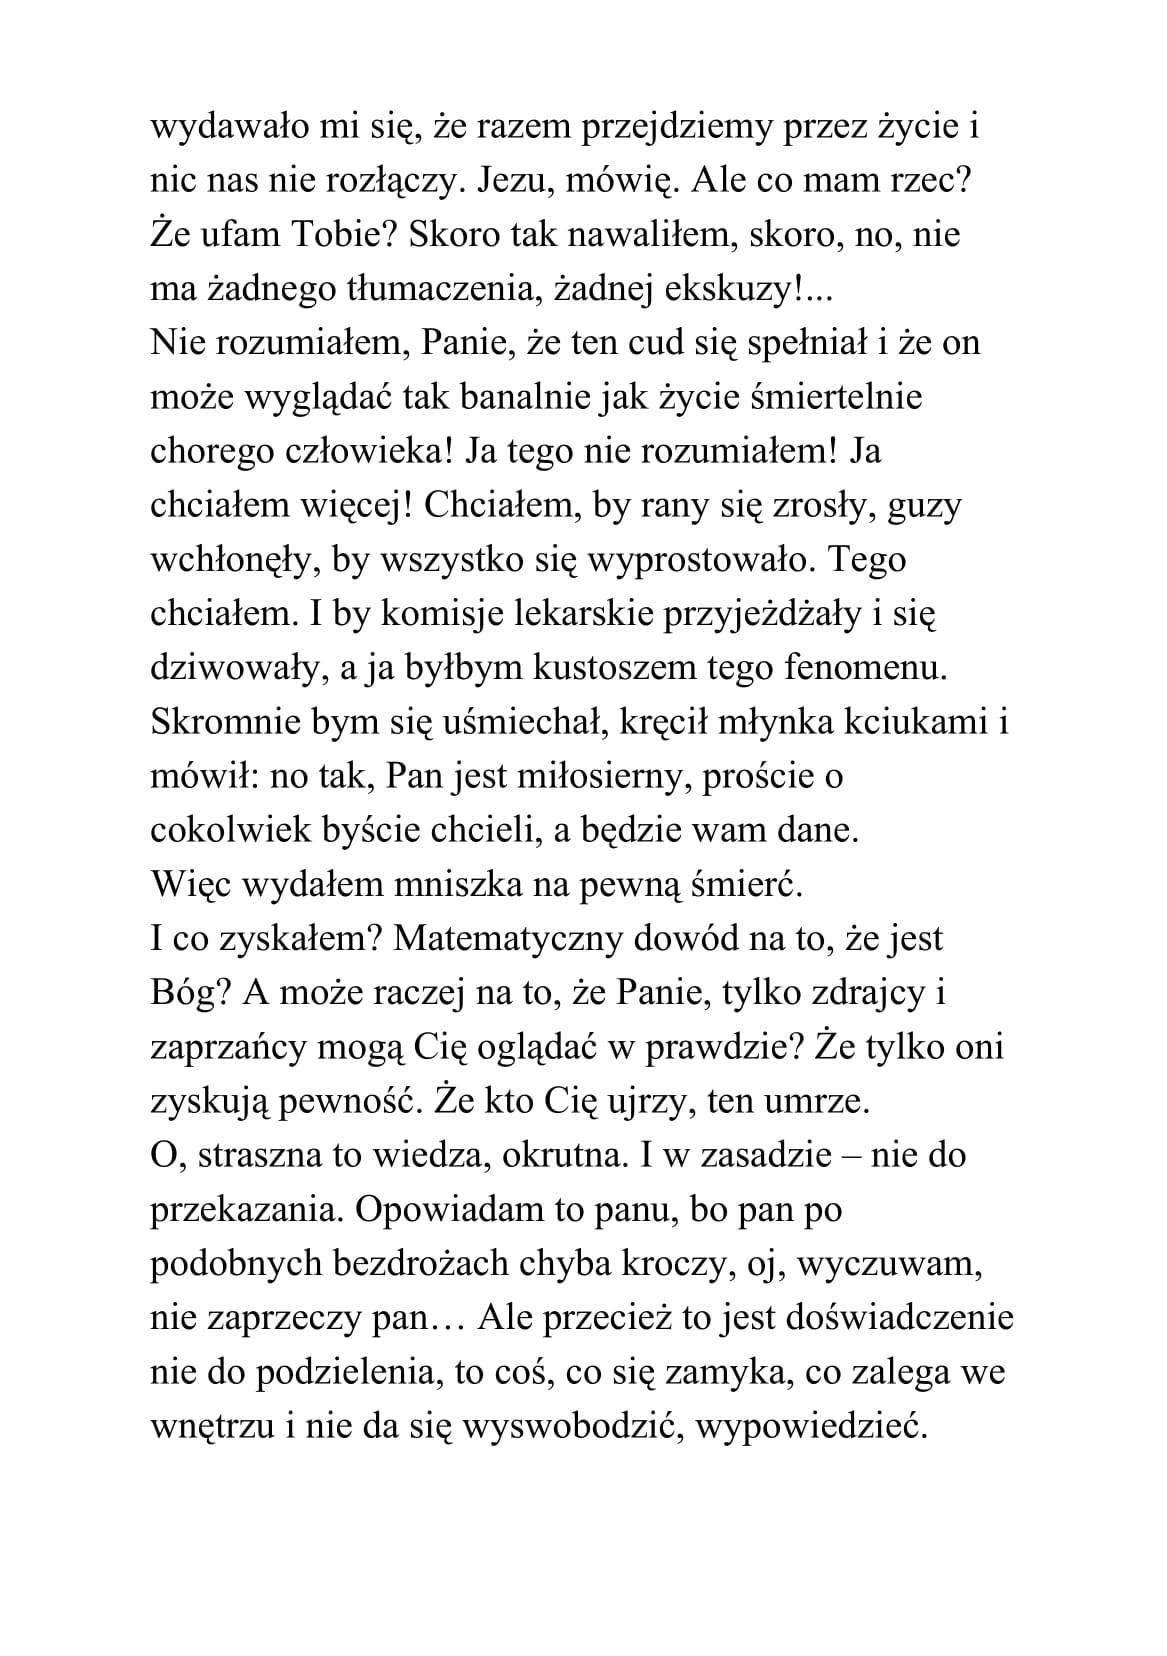 wydawało mi się, że razem przejdziemy przez życie i
nic nas nie rozłączy. Jezu, mówię. Ale co mam rzec?
Że ufam Tobie? Skoro tak nawaliłem, skoro, no, nie
ma żadnego tłumaczenia, żadnej ekskuzy!...
Nie rozumiałem, Panie, że ten cud się spełniał i że on
może wyglądać tak banalnie jak życie śmiertelnie
chorego człowieka! Ja tego nie rozumiałem! Ja
chciałem więcej! Chciałem, by rany się zrosły, guzy
wchłonęły, by wszystko się wyprostowało. Tego
chciałem. I by komisje lekarskie przyjeżdżały i się
dziwowały, a ja byłbym kustoszem tego fenomenu.
Skromnie bym się uśmiechał, kręcił młynka kciukami i
mówił: no tak, Pan jest miłosierny, proście o
cokolwiek byście chcieli, a będzie wam dane.
Więc wydałem mniszka na pewną śmierć.
I co zyskałem? Matematyczny dowód na to, że jest
Bóg? A może raczej na to, że Panie, tylko zdrajcy i
zaprzańcy mogą Cię oglądać w prawdzie? Że tylko oni
zyskują pewność. Że kto Cię ujrzy, ten umrze.
O, straszna to wiedza, okrutna. I w zasadzie – nie do
przekazania. Opowiadam to panu, bo pan po
podobnych bezdrożach chyba kroczy, oj, wyczuwam,
nie zaprzeczy pan… Ale przecież to jest doświadczenie
nie do podzielenia, to coś, co się zamyka, co zalega we
wnętrzu i nie da się wyswobodzić, wypowiedzieć.